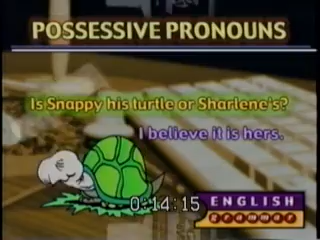 POSSESSIVE PRONOUNS
Is Snappy his turtle or Sharlene's?
I believe it is hers.
0:14:15
ENGLISH
grammar